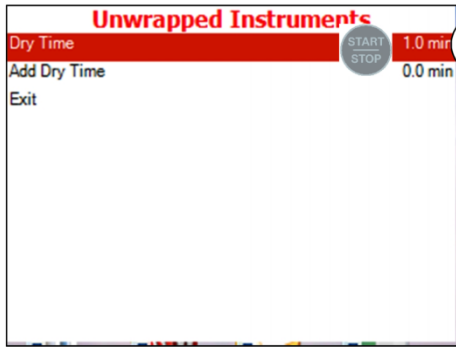 Unwrapped Instruments
Dry Time 1.0 min
START
STOP
Add Dry Time 0.0 min
Exit